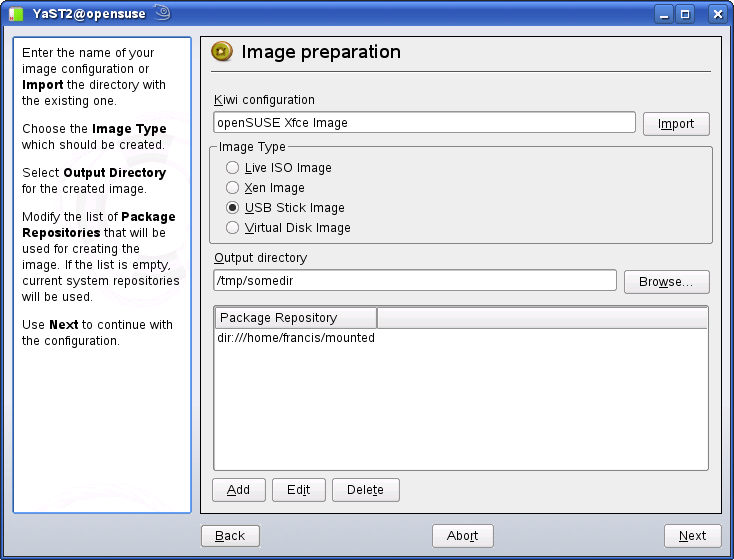 YaST2@opensuse
Enter the name of your
image configuration or
Import the directory with
the existing one.
Choose the Image Type
which should be created.
Select Output Directory
for the created image.
Modify the list of Package
Repositories that will be
used for creating the
image. If the list is empty,
current system repositories
will be used.
Use Next to continue with
the configuration.
Image preparation
Kiwi configuration
openSUSE Xfce Image
Import
Image Type
Live ISO Image
Xen Image
USB Stick Image
Virtual Disk Image
Output directory
/tmp/somedir
Browse...
Package Repository
dir:///home/francis/mounted
Add
Edit
Delete
Back
Abort
Next